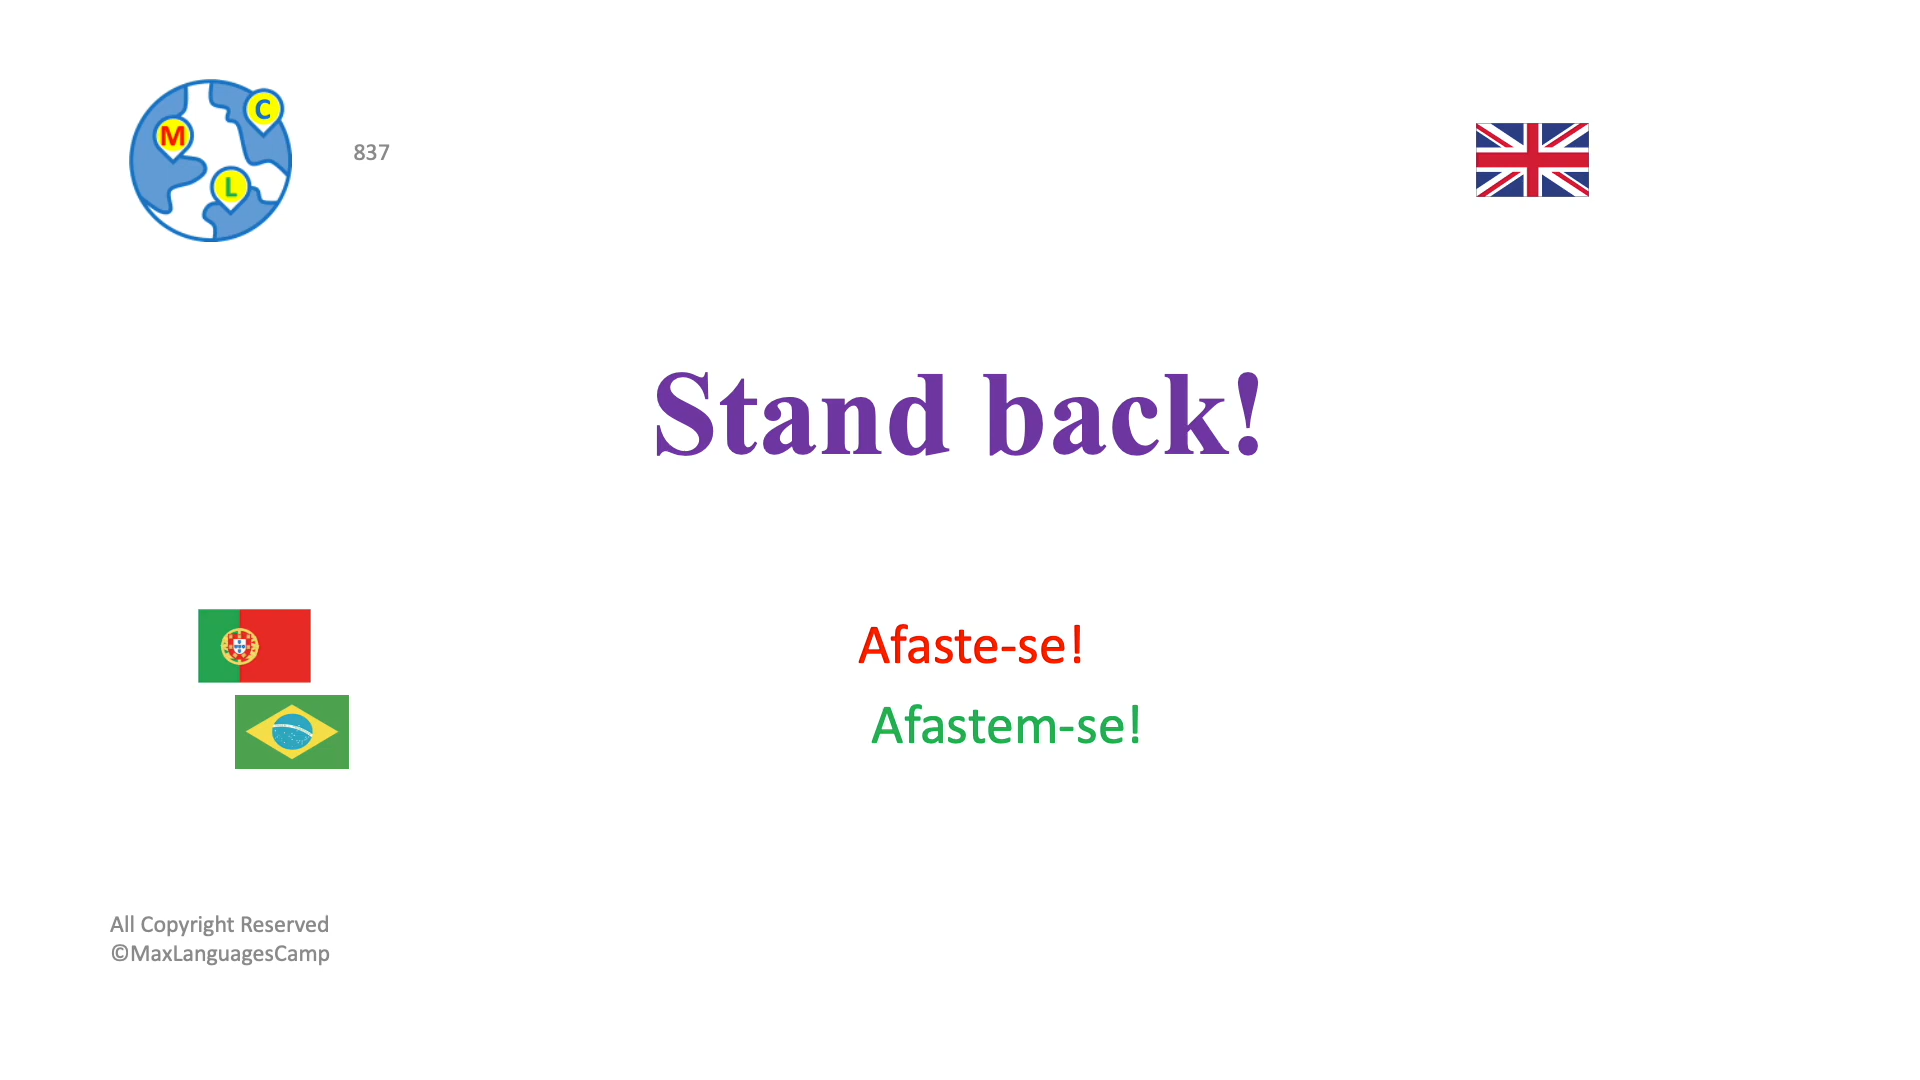 C
M
837
L
Stand back!
Afaste-se!
Afastem-se!
All Copyright Reserved
©MaxLanguagesCamp